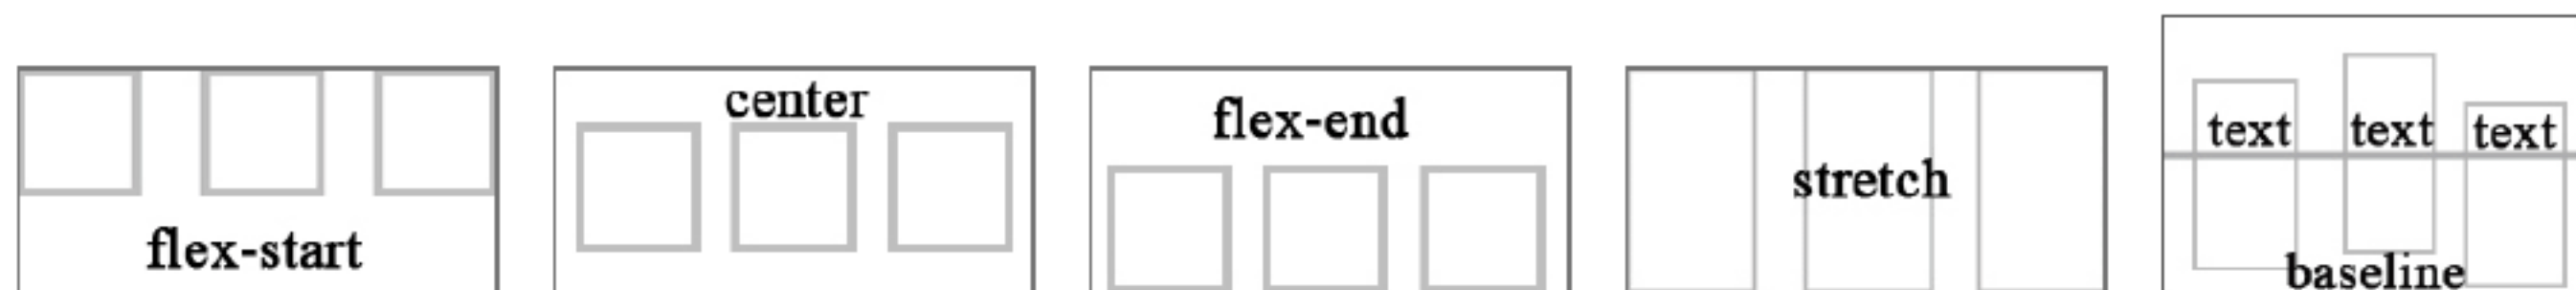 flex-start
center
flex-end
stretch
text text text
baseline